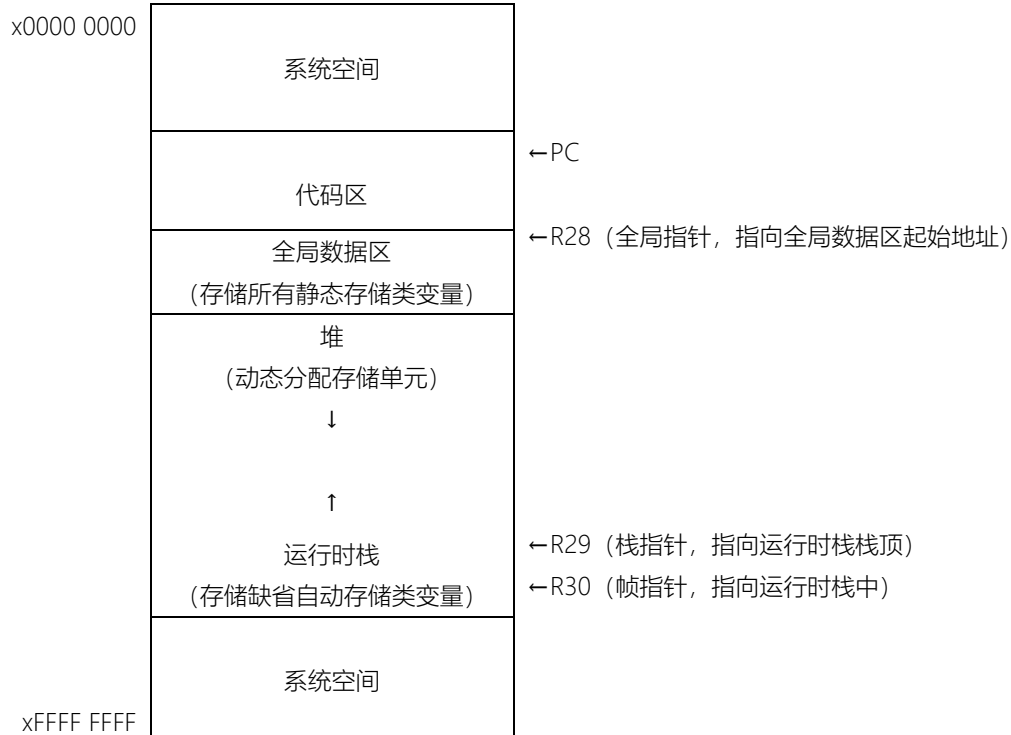 x0000 0000
系统空间
←PC
代码区
←R28（全局指针，指向全局数据区起始地址）
全局数据区
（存储所有静态存储类变量）
堆
（动态分配存储单元）
↓
↑
←R29（栈指针，指向运行时栈栈顶）
运行时栈
←R30（帧指针，指向运行时栈中）
（存储缺省自动存储类变量）
系统空间
xFFFF FFFF